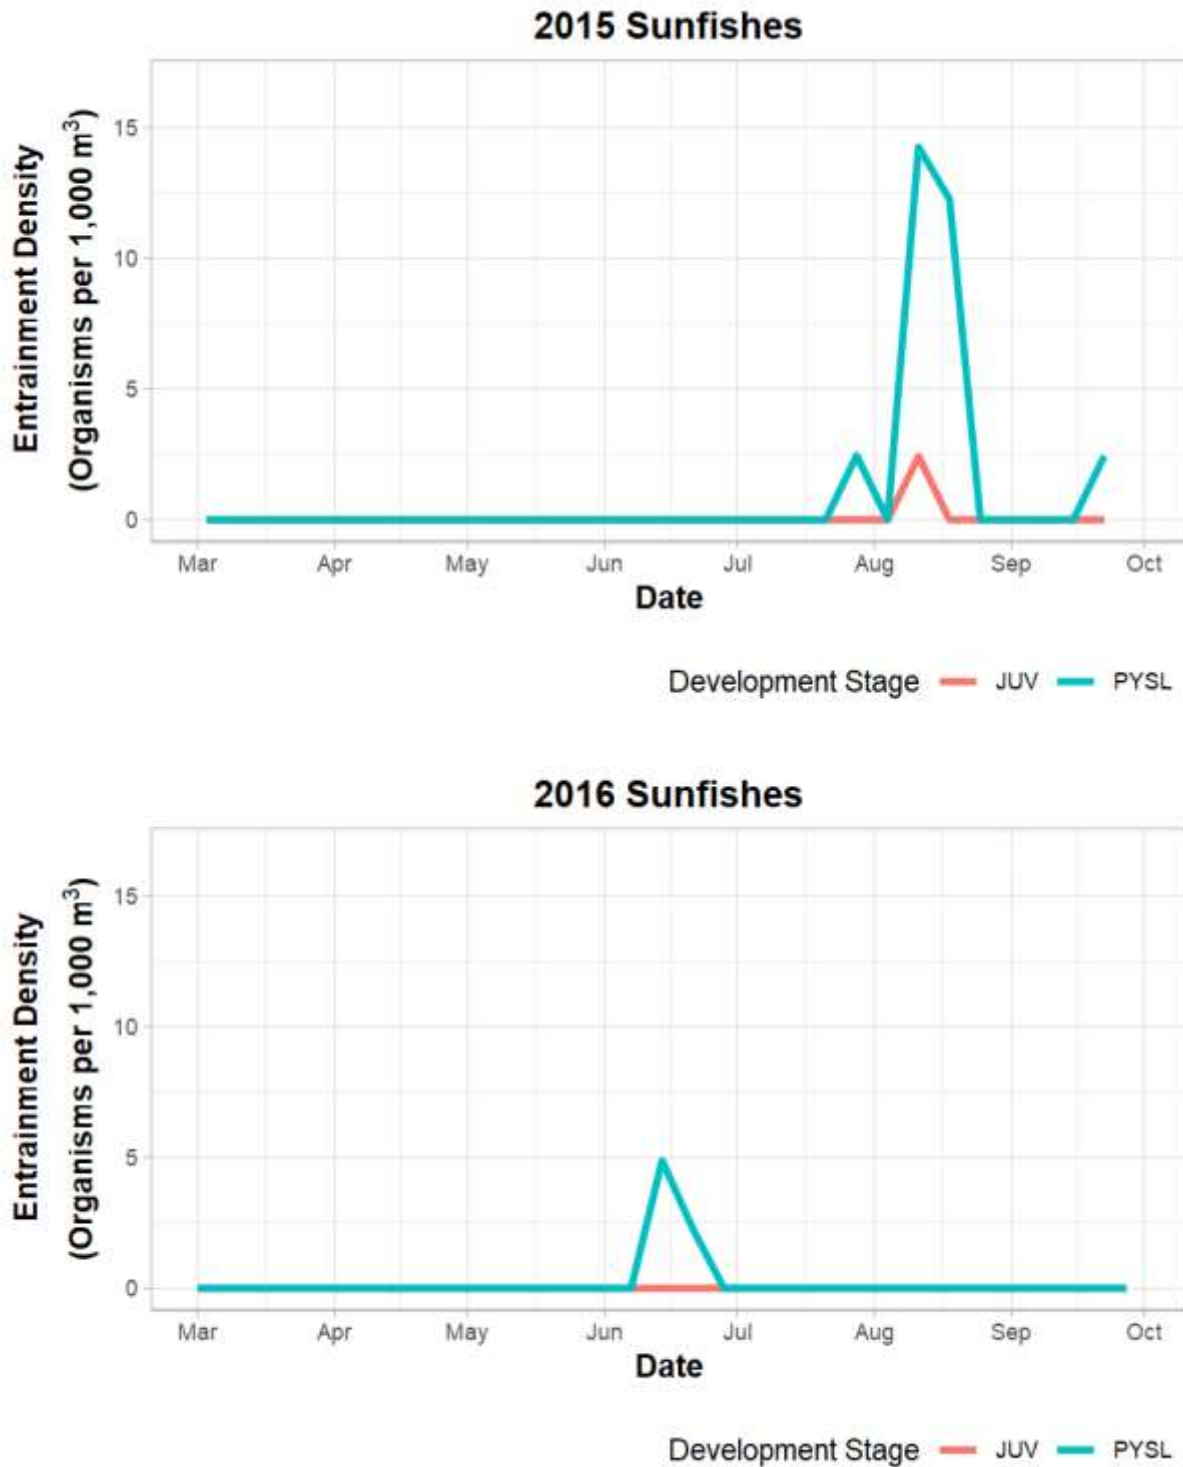 2015 Sunfishes
Entrainment Density
(Organisms per 1,000 m³)
15
10
5
0
Mar Apr May Jun Jul Aug Sep Oct
Date
Development Stage JUV PYSL
2016 Sunfishes
Entrainment Density
(Organisms per 1,000 m³)
15
10
5
0
Mar Apr May Jun Jul Aug Sep Oct
Date
Development Stage JUV PYSL